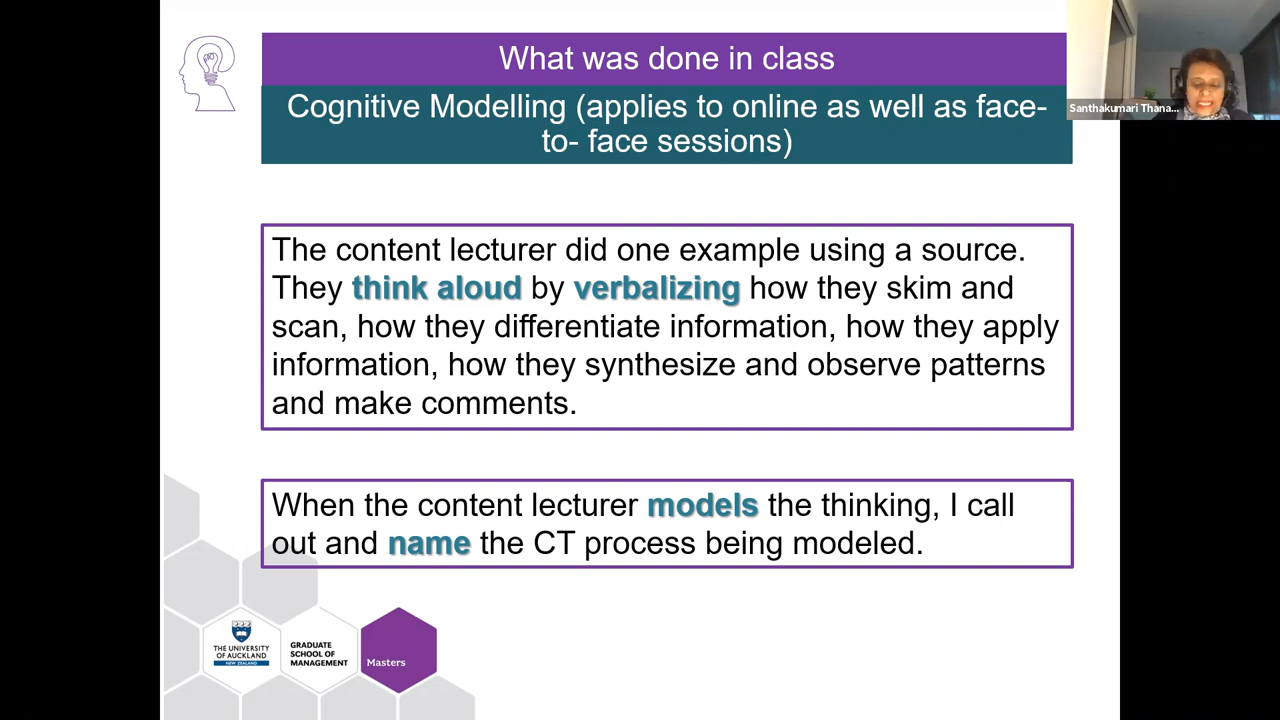 What was done in class
Cognitive Modelling (applies to online as well as face-
to- face sessions)
Santhakumari Thana...
The content lecturer did one example using a source.
They think aloud by verbalizing how they skim and
scan, how they differentiate information, how they apply
information, how they synthesize and observe patterns
and make comments.
When the content lecturer models the thinking, I call
out and name the CT process being modeled.
THE UNIVERSITY
OF AUCKLAND
NEW ZEALAND
GRADUATE
SCHOOL OF
MANAGEMENT
Masters